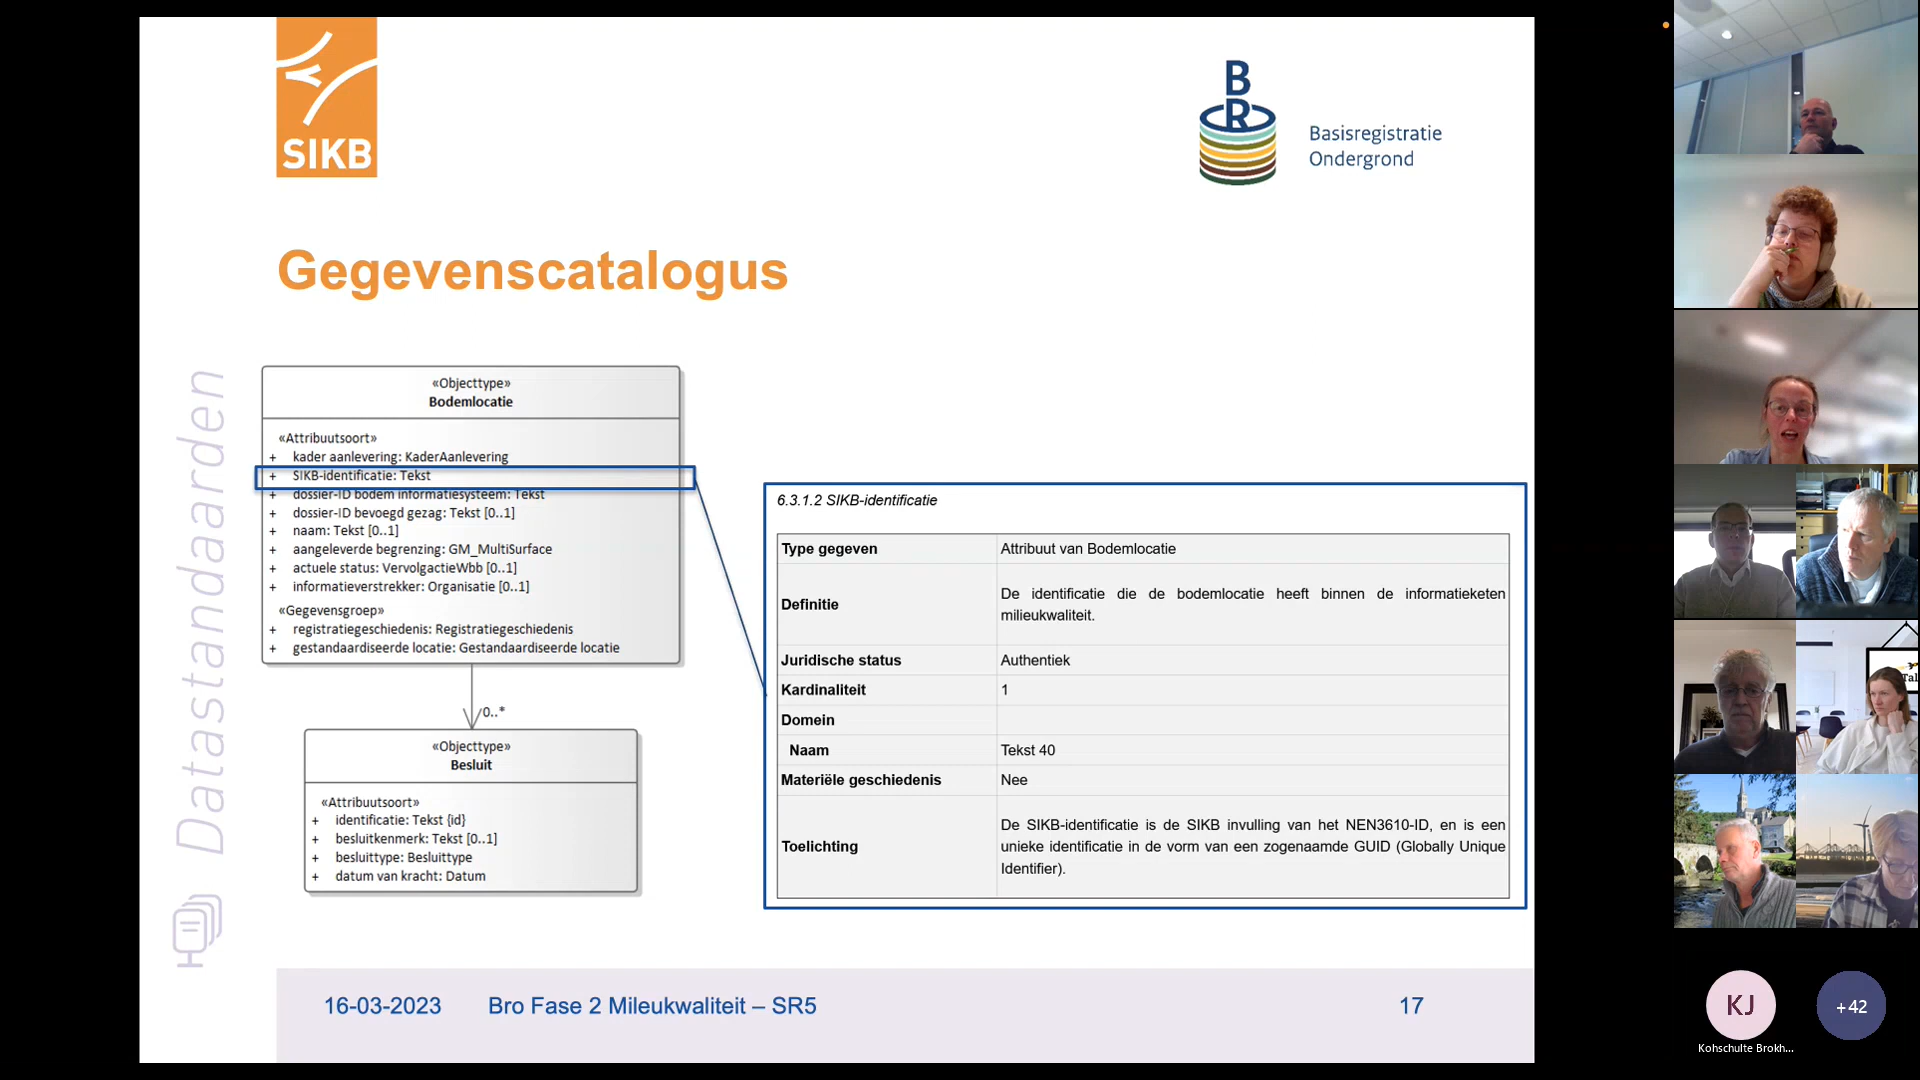 SIKB
B
R
Basisregistratie
Ondergrond
Gegevenscatalogus
Datastandaarden
«Objecttype»
Bodemlocatie
«Attribuutsoort»
+ kader aanlevering: KaderAanlevering
+ SIKB-identificatie: Tekst
+ dossier-ID bodem informatiesysteem: Tekst
+ dossier-ID bevoegd gezag: Tekst [0..1]
+ naam: Tekst [0..1]
+ aangeleverde begrenzing: GM_MultiSurface
+ actuele status: VervolgactieWbb [0..1]
+ informatieverstrekker: Organisatie [0..1]
«Gegevensgroep»
+ registratiegeschiedenis: Registratiegeschiedenis
+ gestandaardiseerde locatie: Gestandaardiseerde locatie
0..*
«Objecttype»
Besluit
«Attribuutsoort»
+ identificatie: Tekst {id}
+ besluitkenmerk: Tekst [0..1]
+ besluittype: Besluittype
+ datum van kracht: Datum
6.3.1.2 SIKB-identificatie
Type gegeven Attribuut van Bodemlocatie
Definitie De identificatie die de bodemlocatie heeft binnen de informatieketen
milieukwaliteit.
Juridische status Authentiek
Kardinaliteit 1
Domein
Naam Tekst 40
Materiële geschiedenis Nee
Toelichting De SIKB-identificatie is de SIKB invulling van het NEN3610-ID, en is een
unieke identificatie in de vorm van een zogenaamde GUID (Globally Unique
Identifier).
16-03-2023 Bro Fase 2 Mileukwaliteit – SR5 17
Tal
KJ
+42
Kohschulte Brokh...